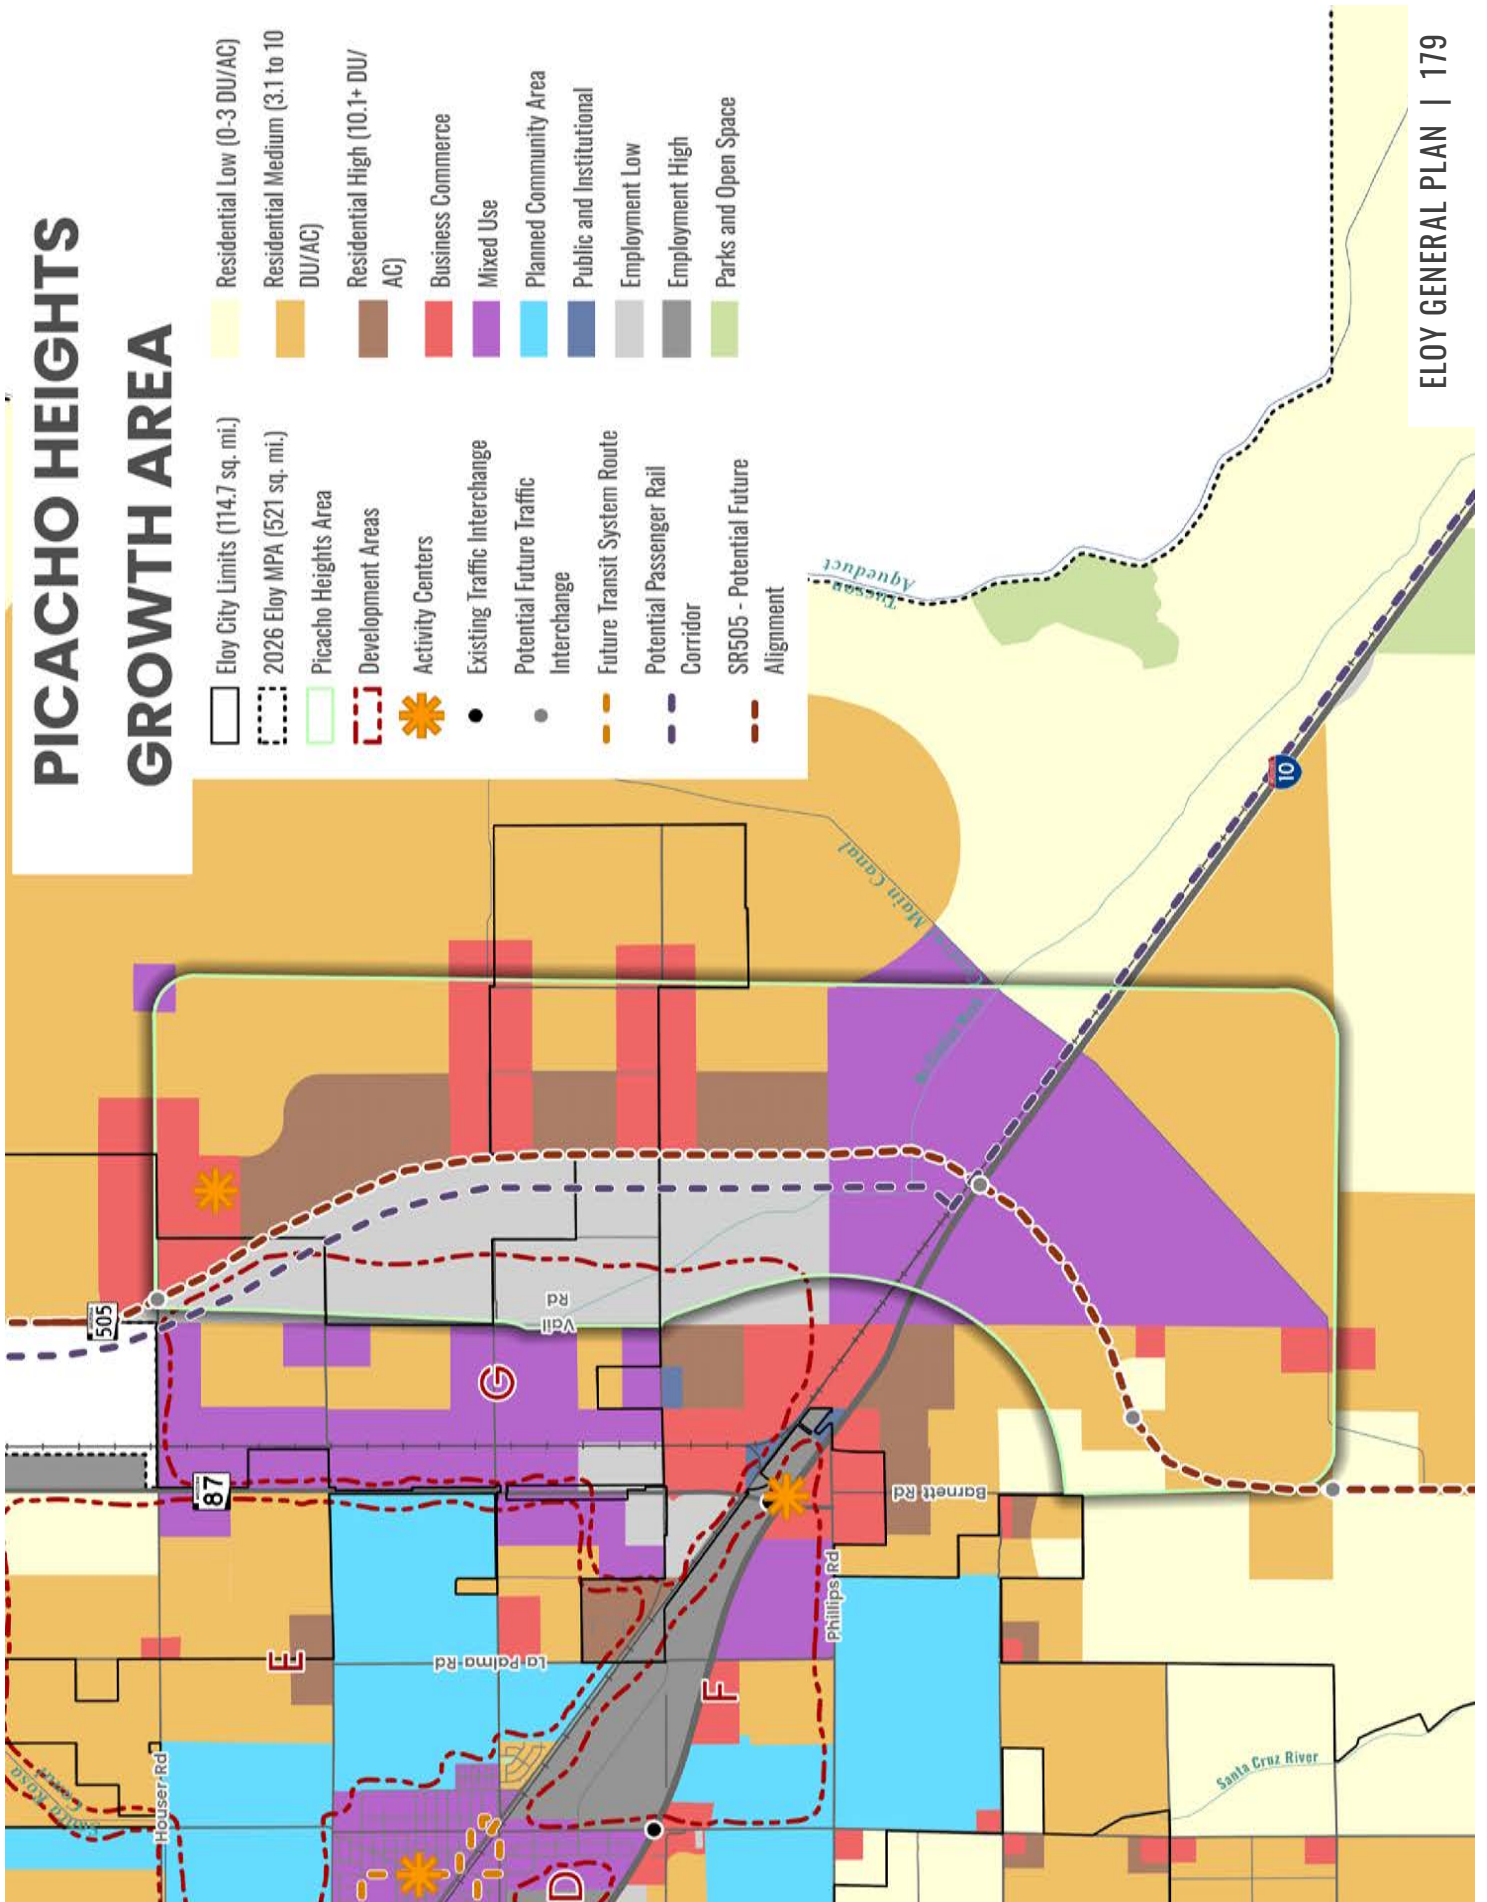 PICACHO HEIGHTS
GROWTH AREA
Eloy City Limits (114.7 sq. mi.)
2026 Eloy MPA (521 sq. mi.)
Picacho Heights Area
Development Areas
Activity Centers
Existing Traffic Interchange
Potential Future Traffic
Interchange
Future Transit System Route
Potential Passenger Rail
Corridor
SR505 - Potential Future
Alignment
Residential Low (0-3 DU/AC)
Residential Medium (3.1 to 10
DU/AC)
Residential High (10.1+ DU/
AC)
Business Commerce
Mixed Use
Planned Community Area
Public and Institutional
Employment Low
Employment High
Parks and Open Space
Tucson
Aqueduct
Main Canal
10
505
87
Vail
Rd
G
E
F
D
Barnett Rd
Phillips Rd
La Palma Rd
Houser Rd
Santa Rosa
Canal
Santa Cruz River
ELOY GENERAL PLAN | 179